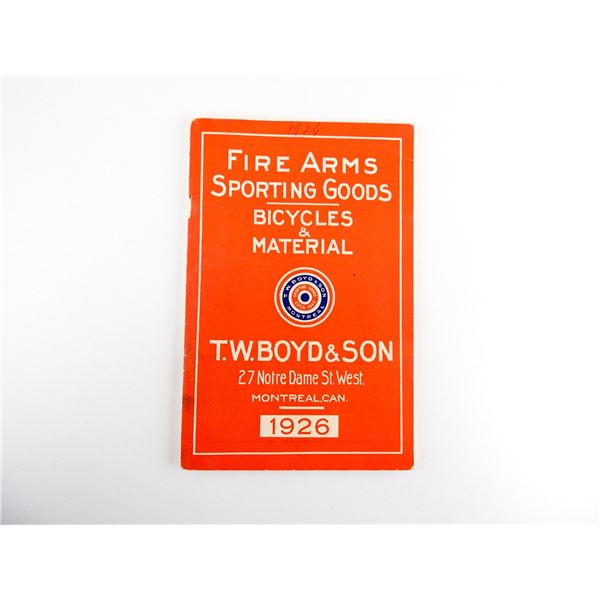 1926
FIRE ARMS
SPORTING GOODS
BICYCLES
&
MATERIAL
T.W. BOYD & SON
MONTREAL
T.W. BOYD & SON
27 Notre Dame St. West.
MONTREAL, CAN.
1926